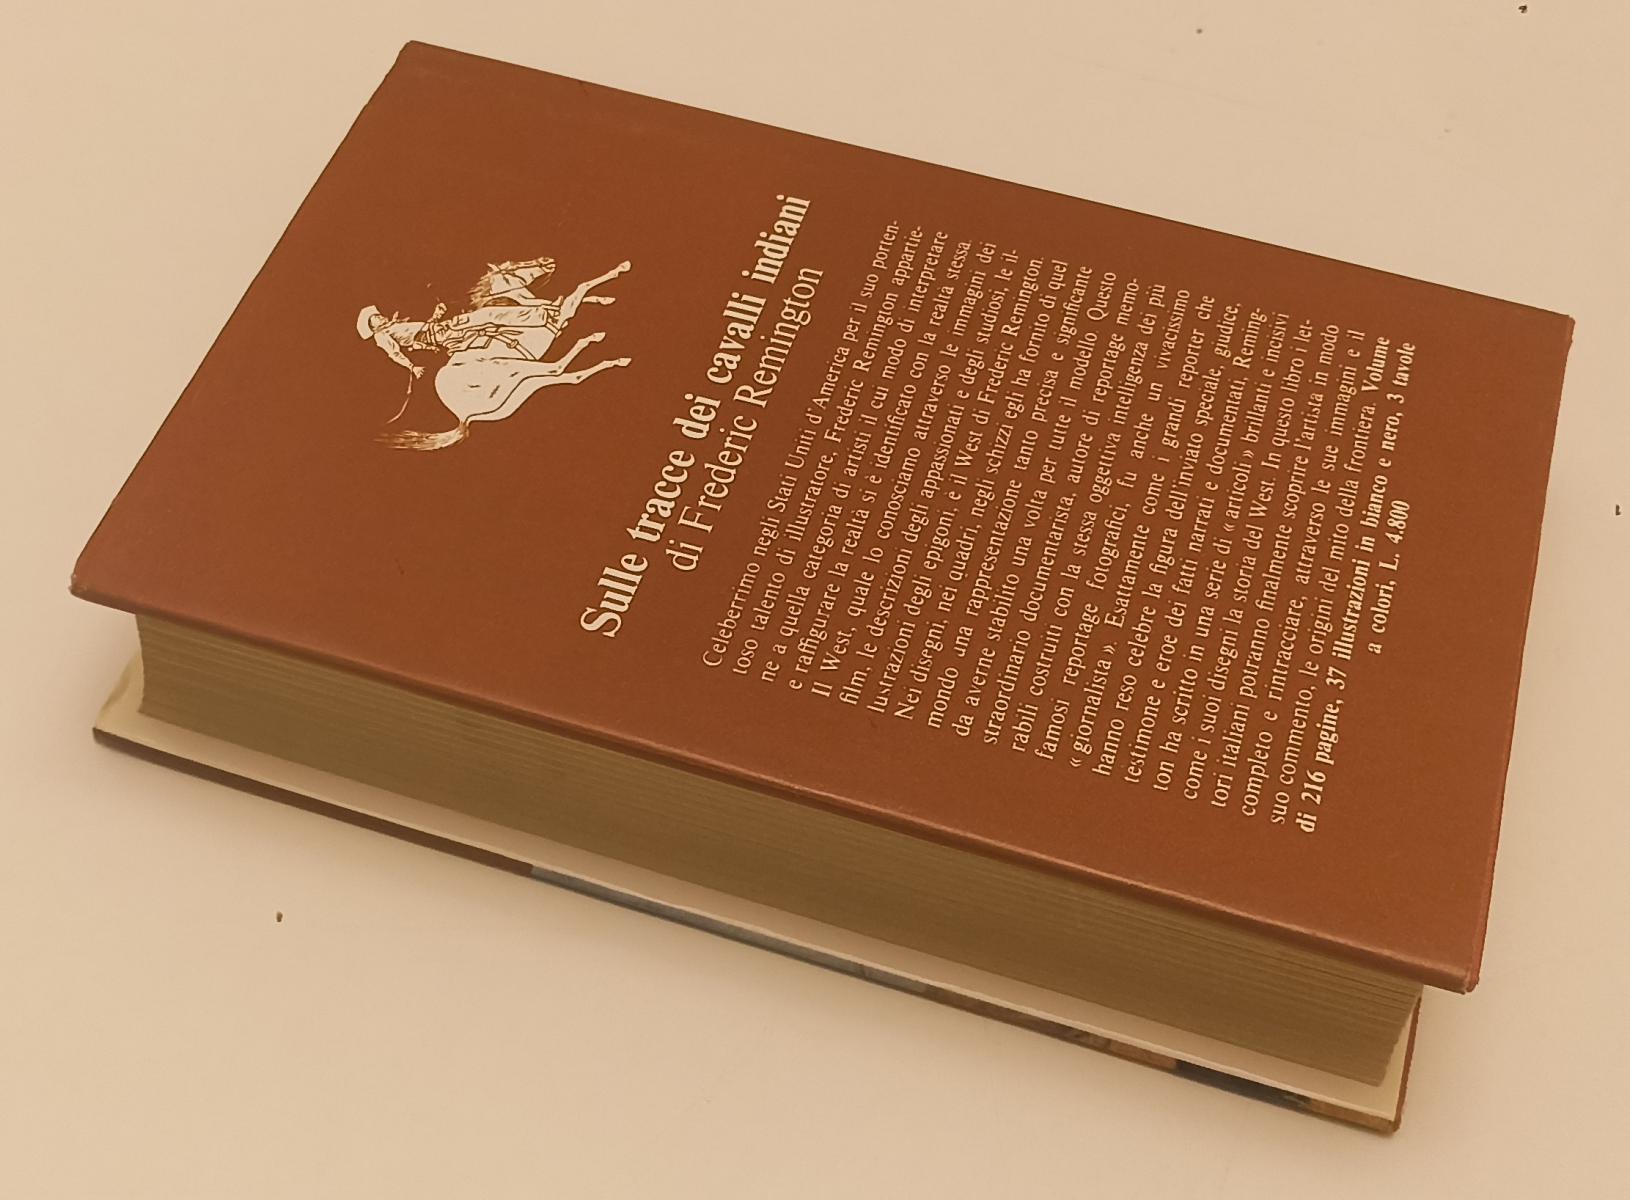 Sulle tracce dei cavalli indiani
di Frederic Remington
Celeberrimo negli Stati Uniti d'America per il suo porten-
toso talento di illustratore, Frederic Remington appartie-
ne a quella categoria di artisti il cui modo di interpretare
e raffigurare la realtà si è identificato con la realtà stessa.
Il West, quale lo conosciamo attraverso le immagini dei
film, le descrizioni degli appassionati e degli studiosi, le il-
lustrazioni degli epigoni, è il West di Frederic Remington.
Nei disegni, nei quadri, negli schizzi egli ha fornito di quel
mondo una rappresentazione tanto precisa e significante
da averne stabilito una volta per tutte il modello Questo
straordinario documentarista, autore di reportage memo-
rabili costruiti con la stessa oggettiva intelligenza dei più
famosi reportage fotografici, fu anche un vivacissimo
« giornalista ». Esattamente come i grandi reporter che
hanno reso celebre la figura dell'inviato speciale, giudice,
testimone e eroe dei fatti narrati e documentati, Reming-
ton ha scritto in una serie di « articoli » brillanti e incisivi
come i suoi disegni la storia del West. In questo libro i let-
tori italiani potranno finalmente scoprire l'artista in modo
completo e rintracciare, attraverso le sue immagini e il
suo commento, le origini del mito della frontiera. Volume
di 216 pagine, 37 illustrazioni in bianco e nero, 3 tavole
a colori, L. 4.800